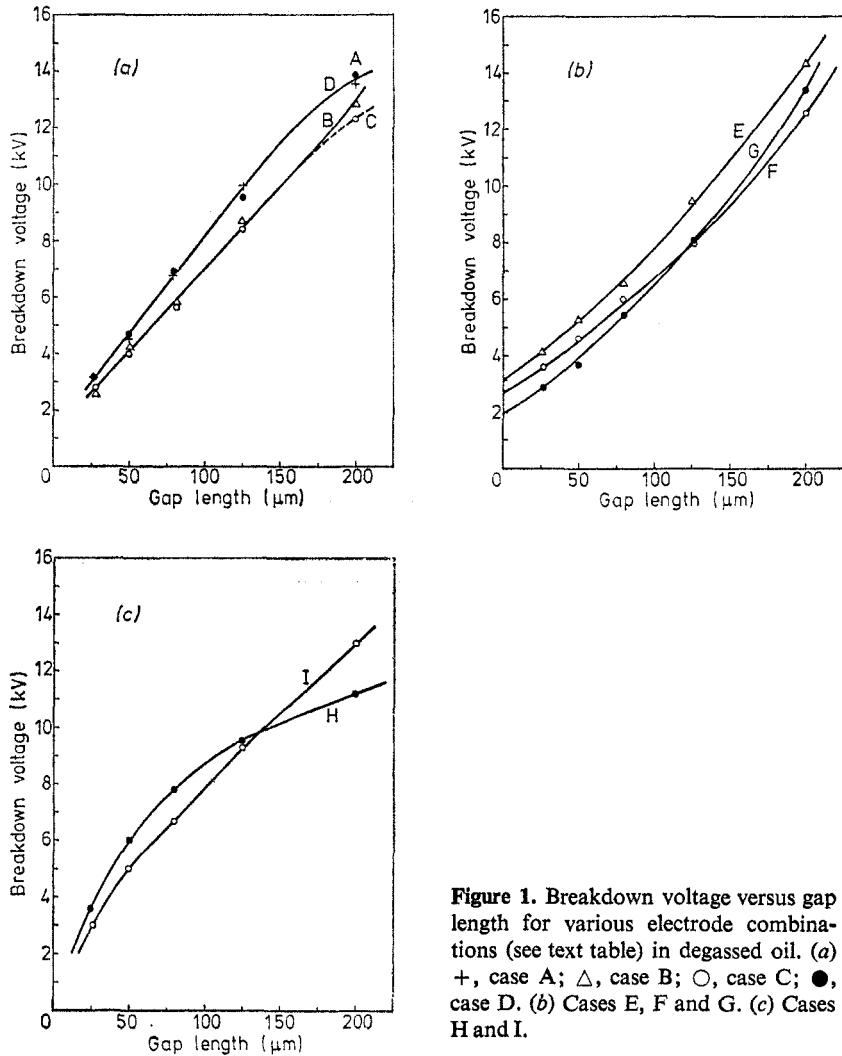 (a)
Breakdown voltage (kV)
16
14
12
10
8
6
4
2
0
25
50
75
100
125
150
175
200
Gap length (μm)
A
D
B
C
(b)
Breakdown voltage (kV)
16
14
12
10
8
6
4
2
0
50
100
150
200
Gap length (μm)
E
G
F
(c)
Breakdown voltage (kV)
16
14
12
10
8
6
4
2
0
50
100
150
200
Gap length (μm)
I
H
Figure 1. Breakdown voltage versus gap
length for various electrode combina-
tions (see text table) in degassed oil. (a)
+, case A; △, case B; ○, case C; ●,
case D. (b) Cases E, F and G. (c) Cases
H and I.